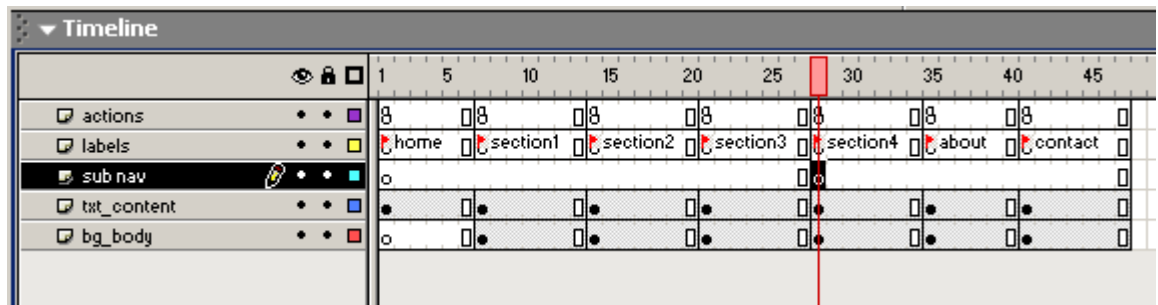 Timeline
1 5 10 15 20 25 30 35 40 45
actions
labels home section1 section2 section3 section4 about contact
sub nav
txt_content
bg_body